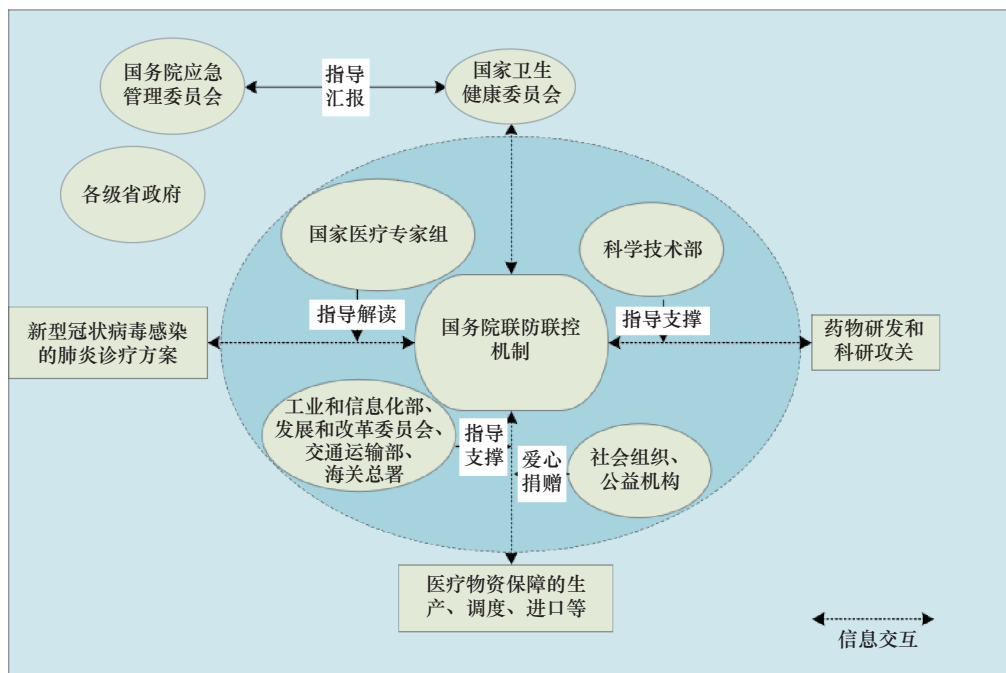 国务院应急
管理委员会
指导
汇报
国家卫生
健康委员会
各级省政府
国家医疗专家组
科学技术部
指导解读
国务院联防联控
机制
指导支撑
新型冠状病毒感染
的肺炎诊疗方案
药物研发和
科研攻关
工业和信息化部、
发展和改革委员会、
交通运输部、
海关总署
指导
支撑
爱心
捐赠
社会组织、
公益机构
医疗物资保障的生
产、调度、进口等
信息交互